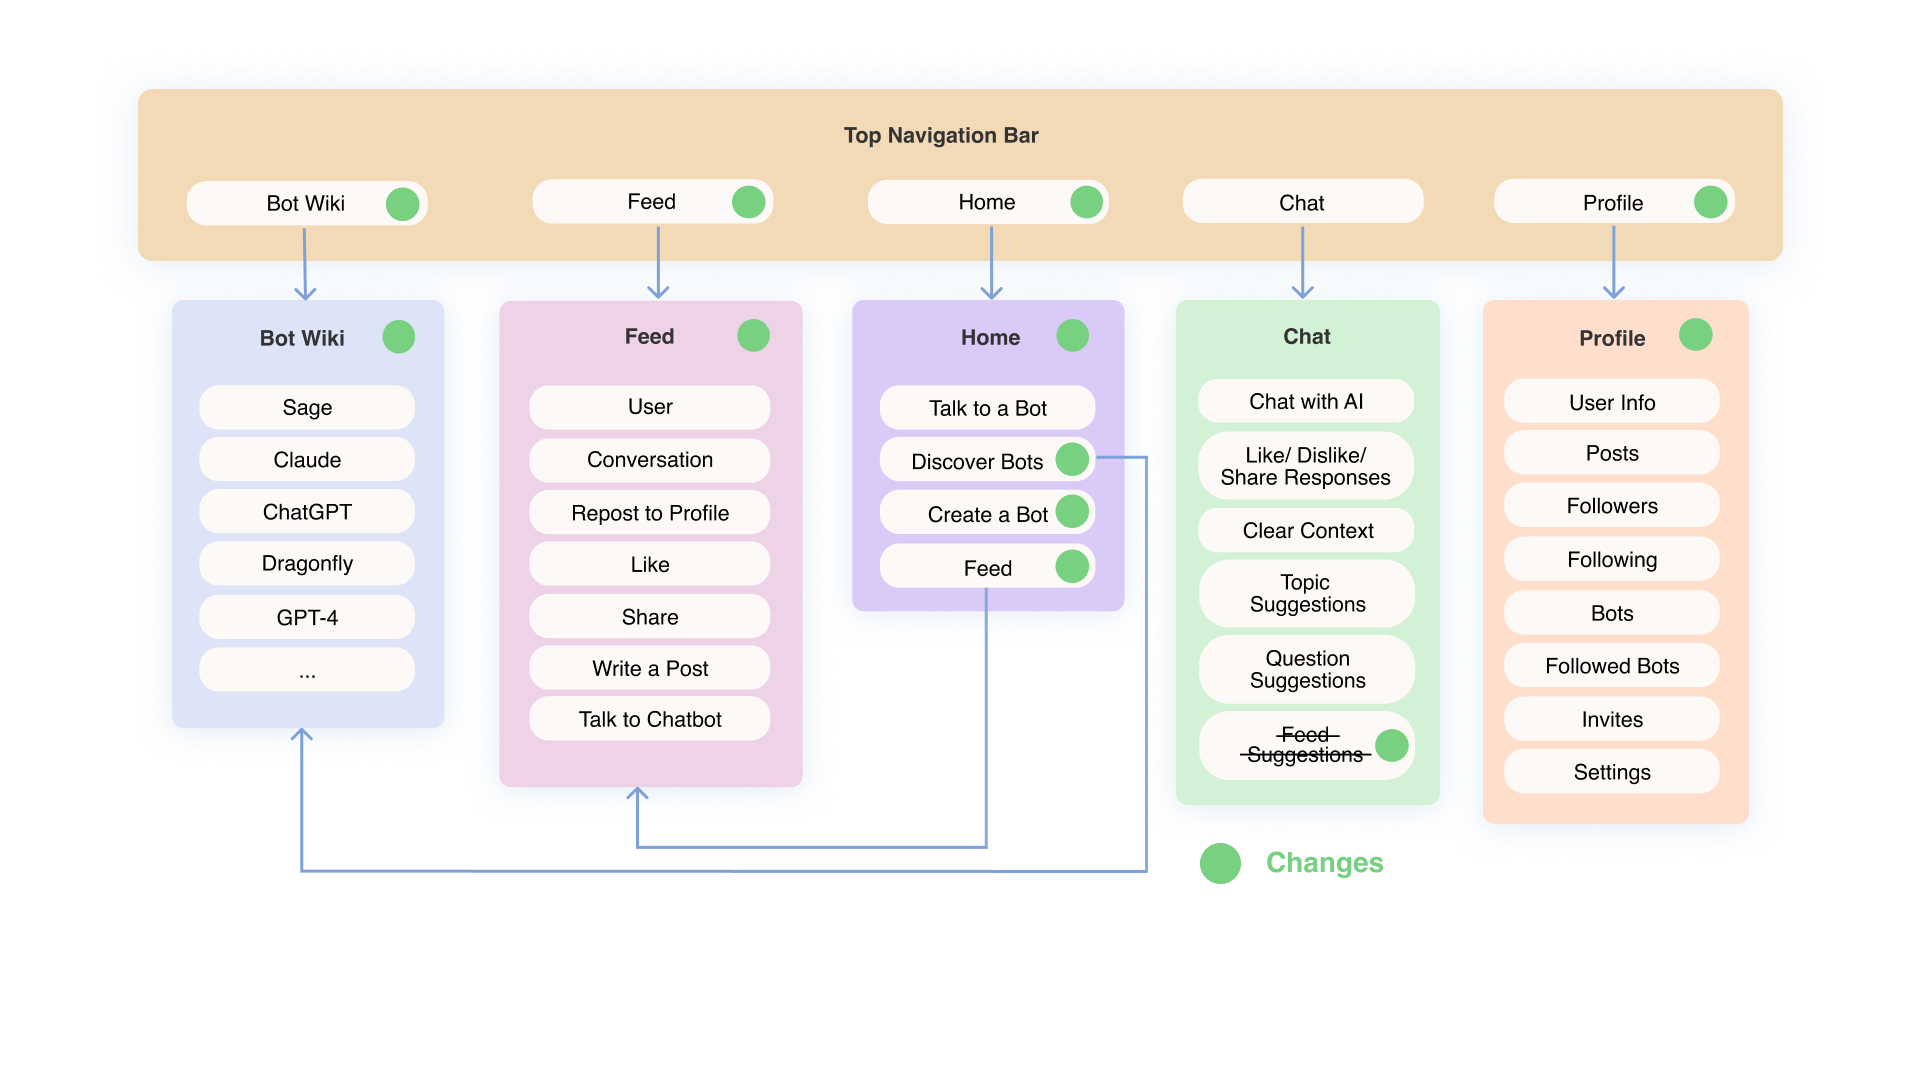 Top Navigation Bar
Bot Wiki
Feed
Home
Chat
Profile
Bot Wiki
Sage
Claude
ChatGPT
Dragonfly
GPT-4
...
Feed
User
Conversation
Repost to Profile
Like
Share
Write a Post
Talk to Chatbot
Home
Talk to a Bot
Discover Bots
Create a Bot
Feed
Chat
Chat with AI
Like/ Dislike/
Share Responses
Clear Context
Topic
Suggestions
Question
Suggestions
Feed
Suggestions
Profile
User Info
Posts
Followers
Following
Bots
Followed Bots
Invites
Settings
Changes